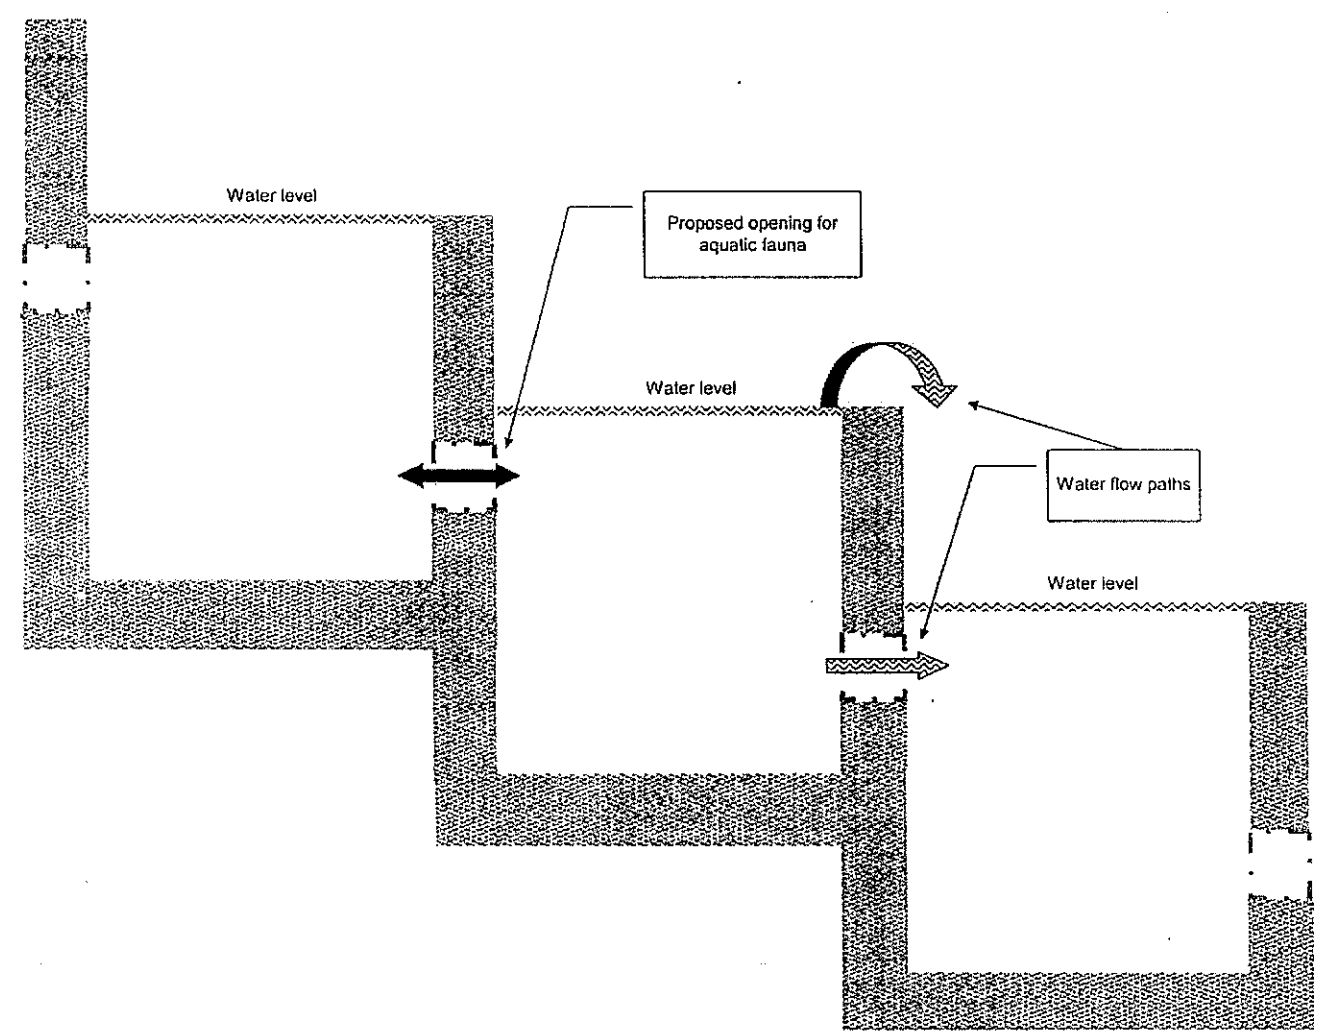 Water level
Proposed opening for
aquatic fauna
Water level
Water flow paths
Water level